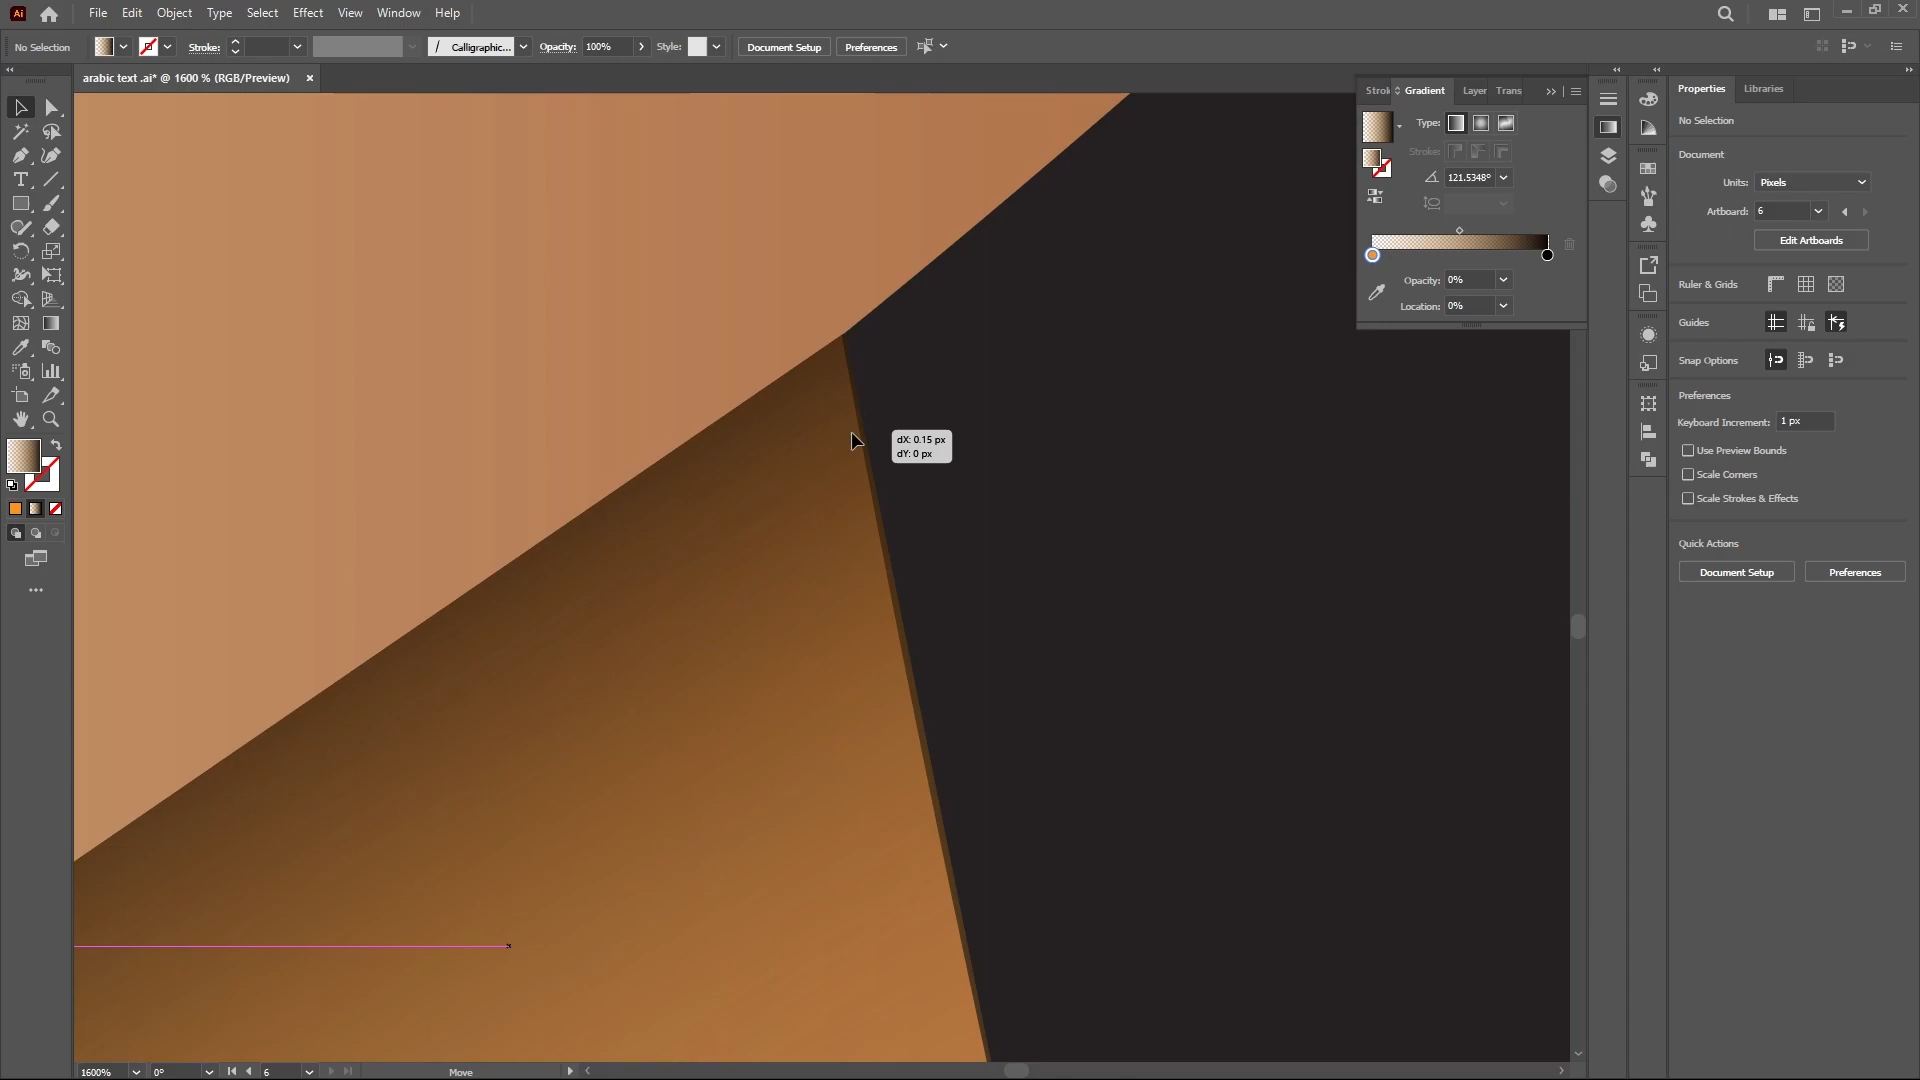 Ai File Edit Object Type Select Effect View Window Help
No Selection Stroke: Calligraphic... Opacity: 100% Style: Document Setup Preferences
arabic text .ai* @ 1600 % (RGB/Preview) ×
Strok Gradient Layer Trans
Type:
Stroke:
121.5348°
Opacity: 0%
Location: 0%
Properties Libraries
No Selection
Document
Units: Pixels
Artboard: 6
Edit Artboards
Ruler & Grids
Guides
Snap Options
Preferences
Keyboard Increment: 1 px
Use Preview Bounds
Scale Corners
Scale Strokes & Effects
Quick Actions
Document Setup Preferences
dX: 0.15 px
dY: 0 px
1600% 0° 6 Move